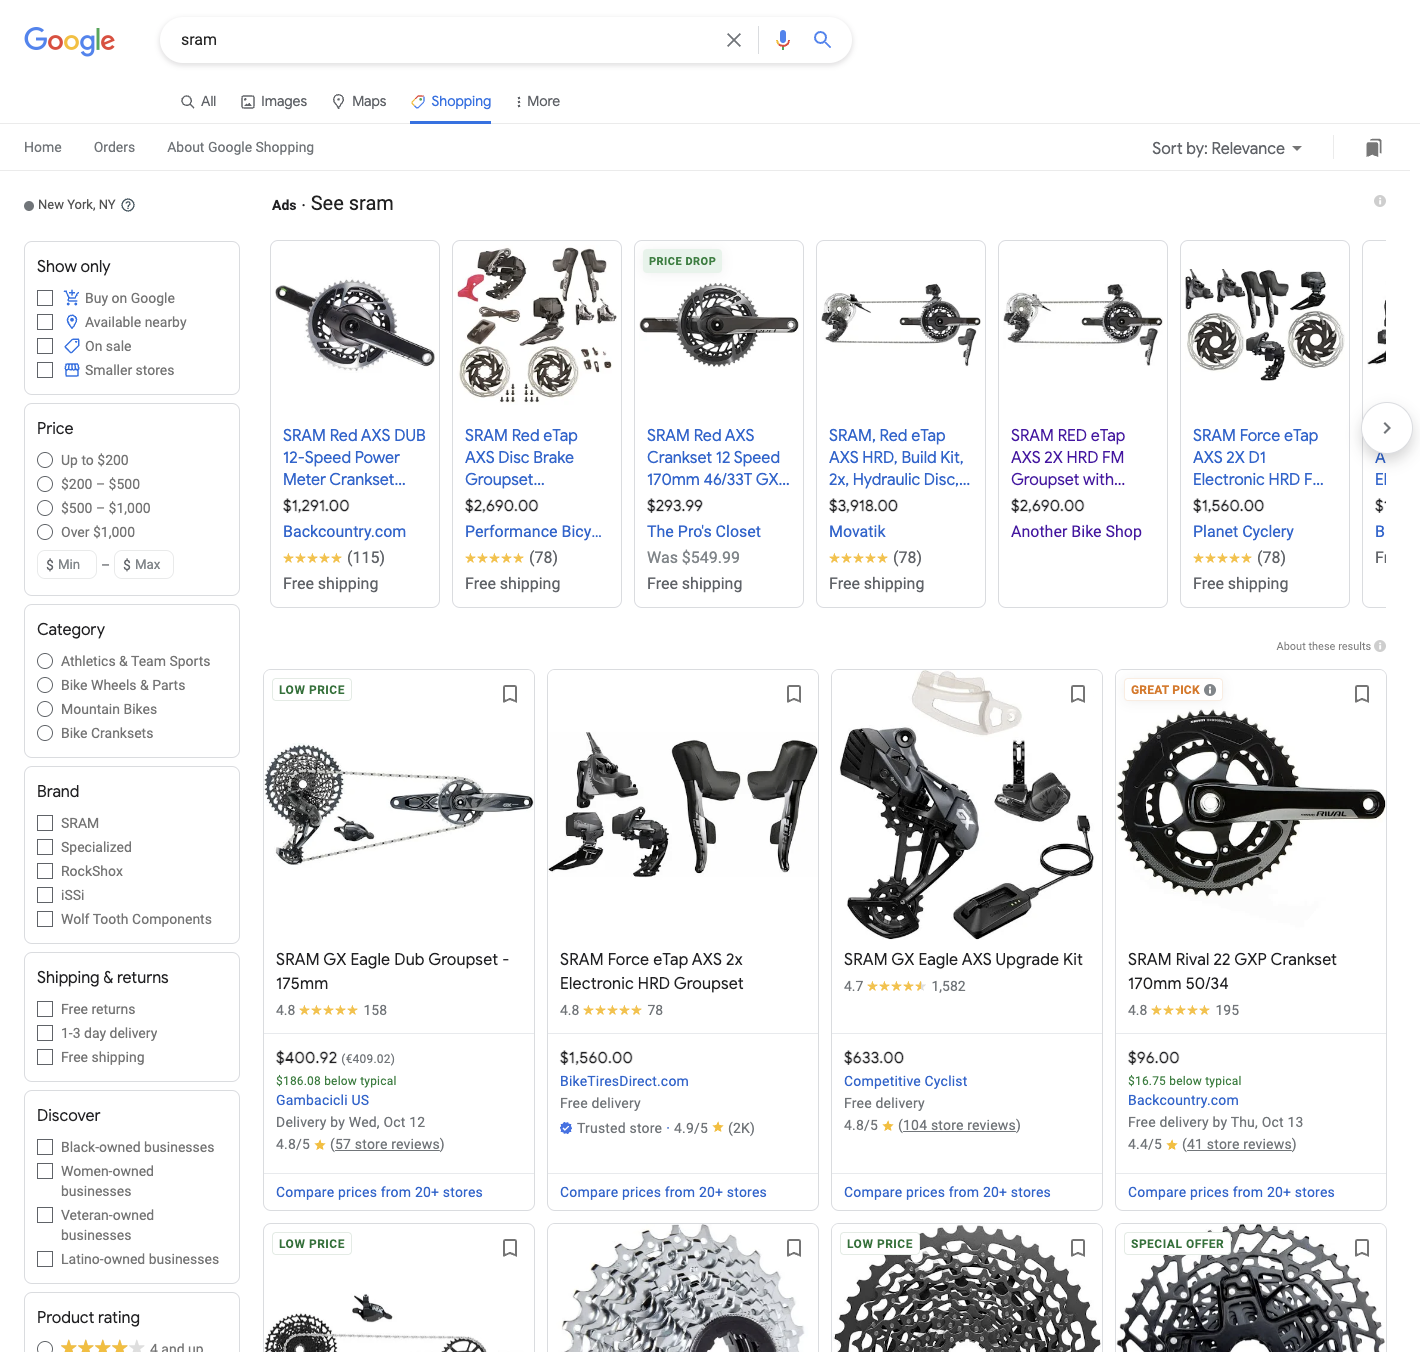 Google
sram
All
Images
Maps
Shopping
More
Home
Orders
About Google Shopping
Sort by: Relevance
New York, NY
Ads · See sram
Show only
Buy on Google
Available nearby
On sale
Smaller stores
Price
Up to $200
$200 – $500
$500 – $1,000
Over $1,000
$ Min – $ Max
Category
Athletics & Team Sports
Bike Wheels & Parts
Mountain Bikes
Bike Cranksets
Brand
SRAM
Specialized
RockShox
iSSi
Wolf Tooth Components
Shipping & returns
Free returns
1-3 day delivery
Free shipping
Discover
Black-owned businesses
Women-owned
businesses
Veteran-owned
businesses
Latino-owned businesses
Product rating
4 and up
SRAM Red AXS DUB
12-Speed Power
Meter Crankset...
$1,291.00
Backcountry.com
(115)
Free shipping
SRAM Red eTap
AXS Disc Brake
Groupset...
$2,690.00
Performance Bicy...
(78)
Free shipping
PRICE DROP
SRAM Red AXS
Crankset 12 Speed
170mm 46/33T GX...
$293.99
The Pro's Closet
Was $549.99
Free shipping
SRAM, Red eTap
AXS HRD, Build Kit,
2x, Hydraulic Disc,...
$3,918.00
Movatik
(78)
Free shipping
SRAM RED eTap
AXS 2X HRD FM
Groupset with...
$2,690.00
Another Bike Shop
SRAM Force eTap
AXS 2X D1
Electronic HRD F...
$1,560.00
Planet Cyclery
(78)
Free shipping
About these results
LOW PRICE
SRAM GX Eagle Dub Groupset -
175mm
4.8 158
$400.92 (€409.02)
$186.08 below typical
Gambacicli US
Delivery by Wed, Oct 12
4.8/5 (57 store reviews)
Compare prices from 20+ stores
SRAM Force eTap AXS 2x
Electronic HRD Groupset
4.8 78
$1,560.00
BikeTiresDirect.com
Free delivery
Trusted store · 4.9/5 (2K)
Compare prices from 20+ stores
GX
SRAM GX Eagle AXS Upgrade Kit
4.7 1,582
$633.00
Competitive Cyclist
Free delivery
4.8/5 (104 store reviews)
Compare prices from 20+ stores
GREAT PICK
RIVAL
SRAM Rival 22 GXP Crankset
170mm 50/34
4.8 195
$96.00
$16.75 below typical
Backcountry.com
Free delivery by Thu, Oct 13
4.4/5 (41 store reviews)
Compare prices from 20+ stores
LOW PRICE
LOW PRICE
SPECIAL OFFER